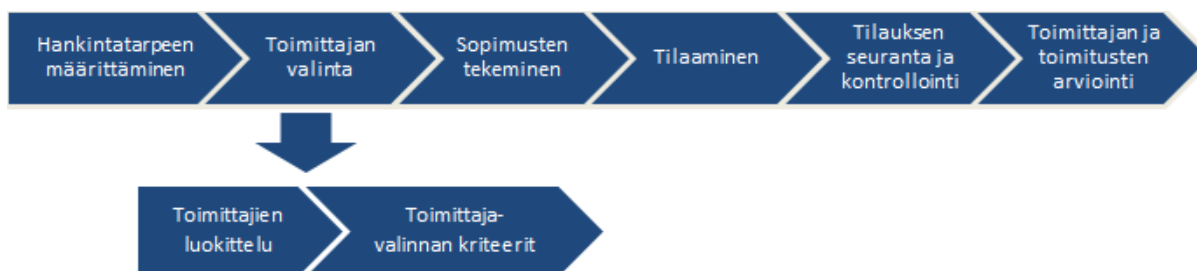 Hankintatarpeen
määrittäminen
Toimittajan
valinta
Sopimusten
tekeminen
Tilaaminen
Tilauksen
seuranta ja
kontrollointi
Toimittajan ja
toimitusten
arviointi
Toimittajien
luokittelu
Toimittaja-
valinnan kriteerit